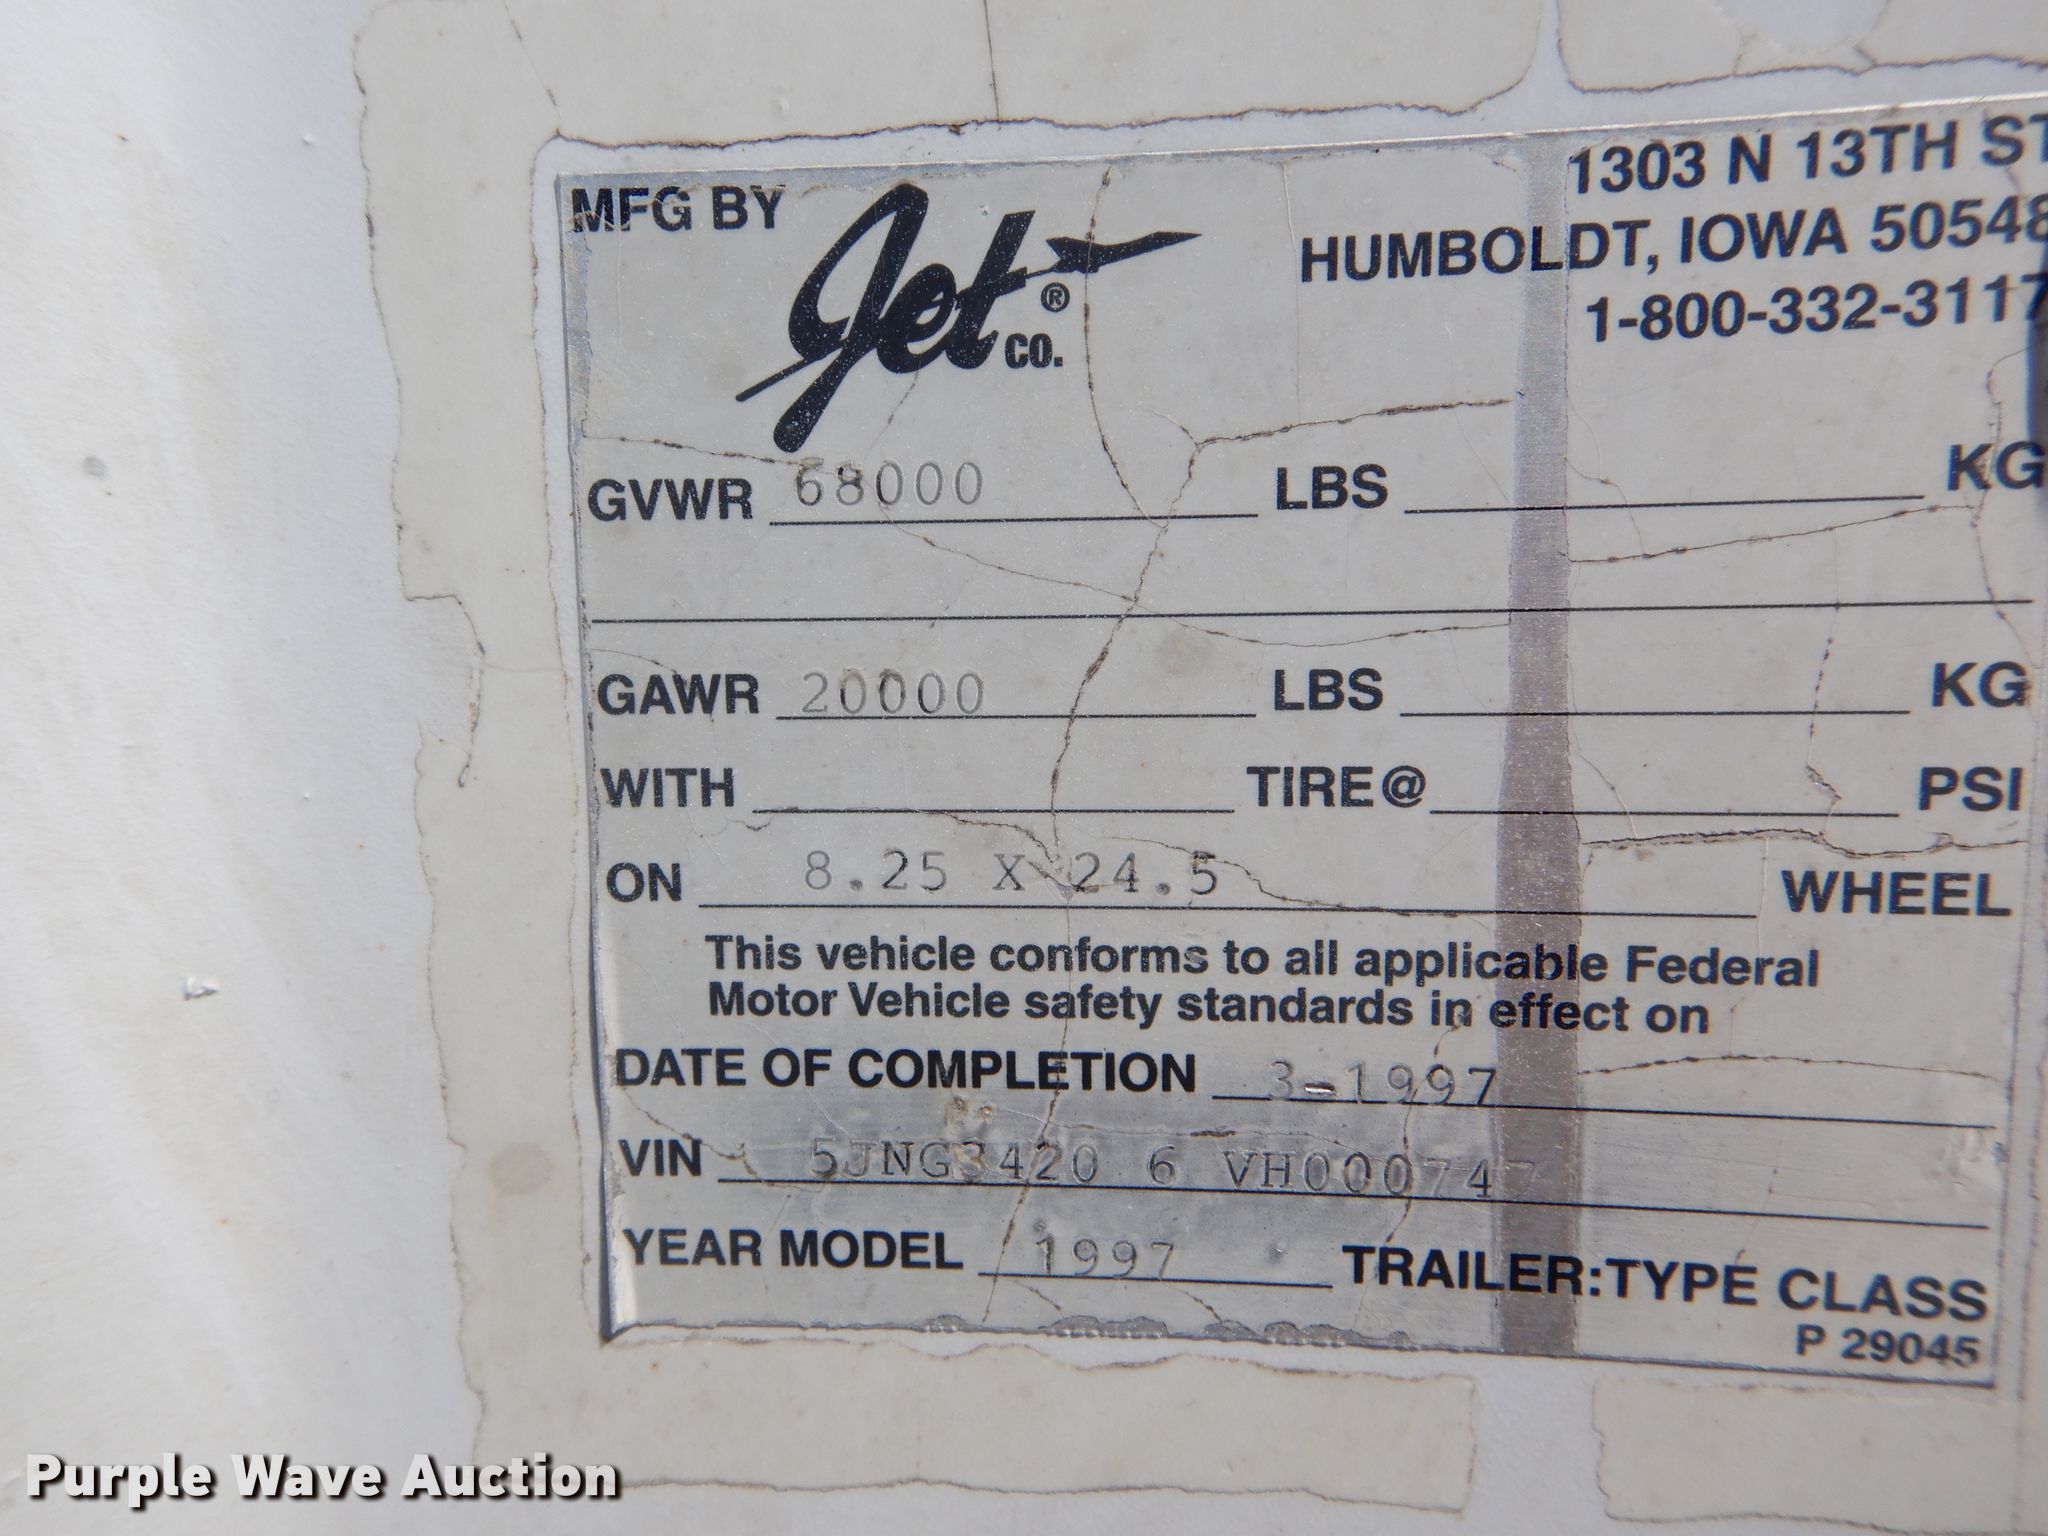 MFG BY Jet® CO.
1303 N 13TH ST
HUMBOLDT, IOWA 50548
1-800-332-3117
GVWR 68000 LBS KG
GAWR 20000 LBS KG
WITH TIRE@ PSI
ON 8.25 X 24.5 WHEEL
This vehicle conforms to all applicable Federal
Motor Vehicle safety standards in effect on
DATE OF COMPLETION 3-1997
VIN 5JNG3420 6 VH000747
YEAR MODEL 1997 TRAILER:TYPE CLASS
P 29045
Purple Wave Auction